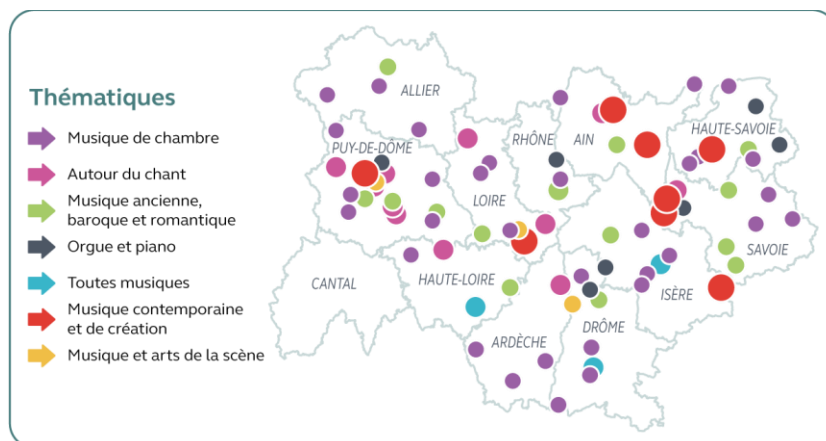 Thématiques
Musique de chambre
Autour du chant
Musique ancienne,
baroque et romantique
Orgue et piano
Toutes musiques
Musique contemporaine
et de création
Musique et arts de la scène
ALLIER
PUY-DE-DÔME
RHÔNE
AIN
HAUTE-SAVOIE
LOIRE
SAVOIE
CANTAL
HAUTE-LOIRE
ISÈRE
ARDÈCHE
DRÔME